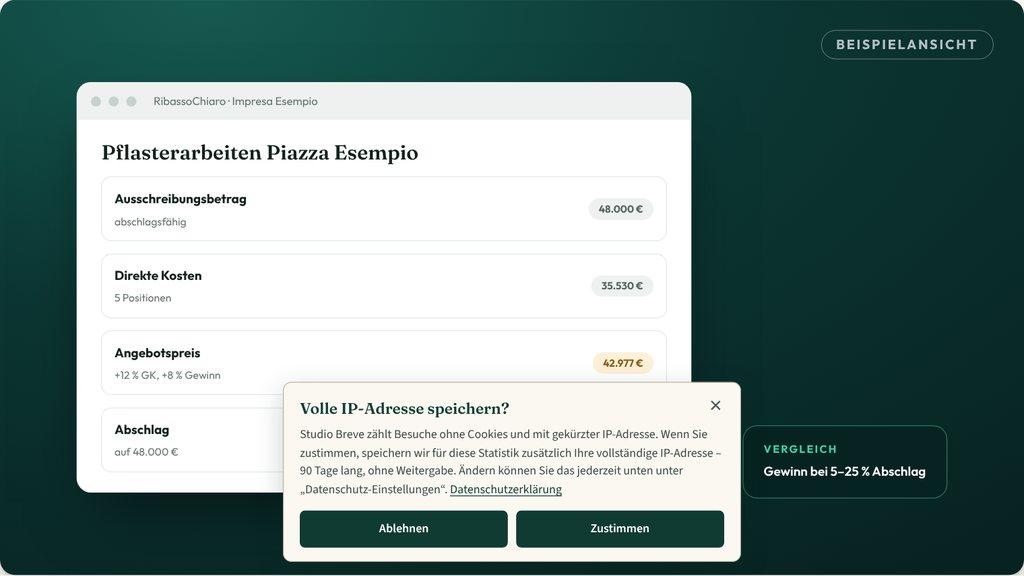 BEISPIELANSICHT
RibassoChiaro · Impresa Esempio
Pflasterarbeiten Piazza Esempio
Ausschreibungsbetrag
abschlagsfähig
48.000 €
Direkte Kosten
5 Positionen
35.530 €
Angebotspreis
+12 % GK, +8 % Gewinn
42.977 €
Abschlag
auf 48.000 €
Volle IP-Adresse speichern?
Studio Breve zählt Besuche ohne Cookies und mit gekürzter IP-Adresse. Wenn Sie
zustimmen, speichern wir für diese Statistik zusätzlich Ihre vollständige IP-Adresse –
90 Tage lang, ohne Weitergabe. Ändern können Sie das jederzeit unten unter
„Datenschutz-Einstellungen“. Datenschutzerklärung
Ablehnen
Zustimmen
VERGLEICH
Gewinn bei 5–25 % Abschlag